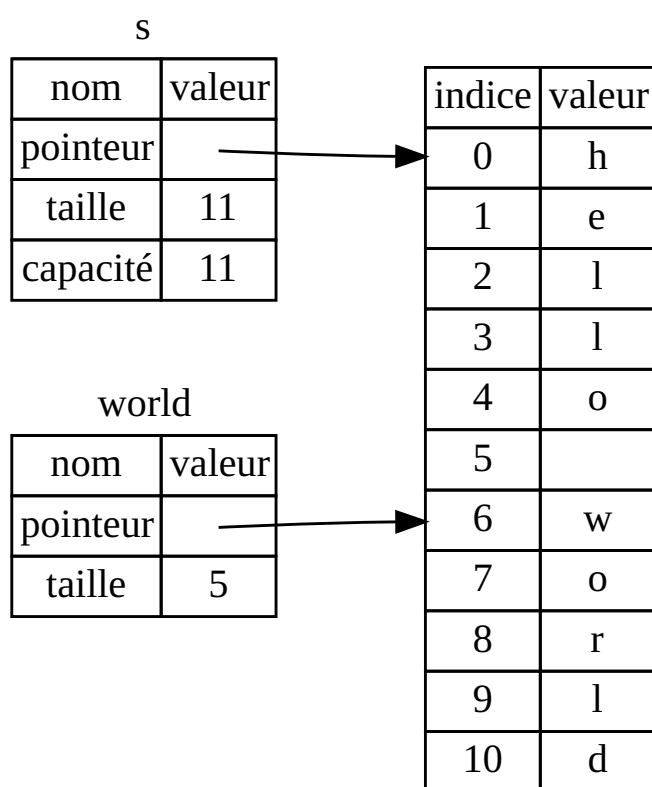 s
nom valeur
pointeur
taille 11
capacité 11
world
nom valeur
pointeur
taille 5
indice valeur
0 h
1 e
2 l
3 l
4 o
5
6 w
7 o
8 r
9 l
10 d